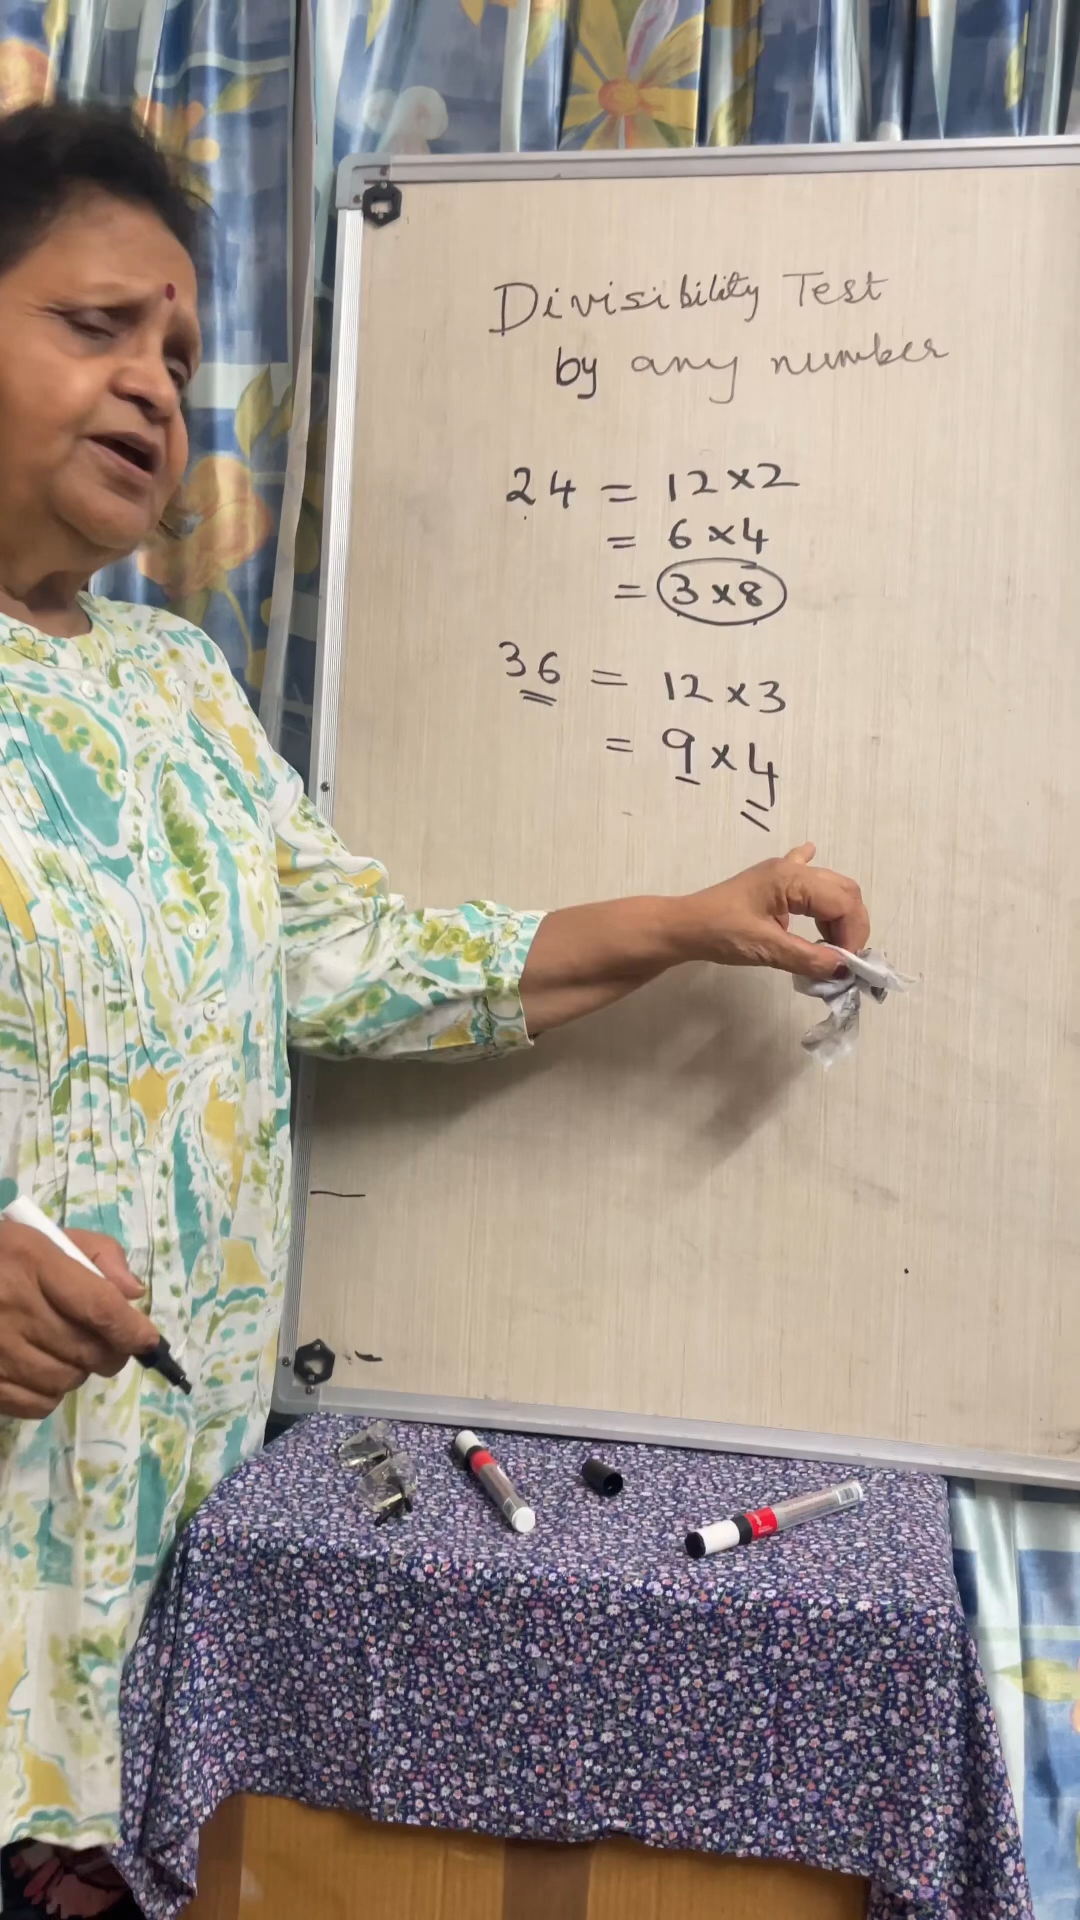 Divisibility Test
by any number
24 = 12 x 2
= 6 x 4
= 3 x 8
36 = 12 x 3
= 9 x 4